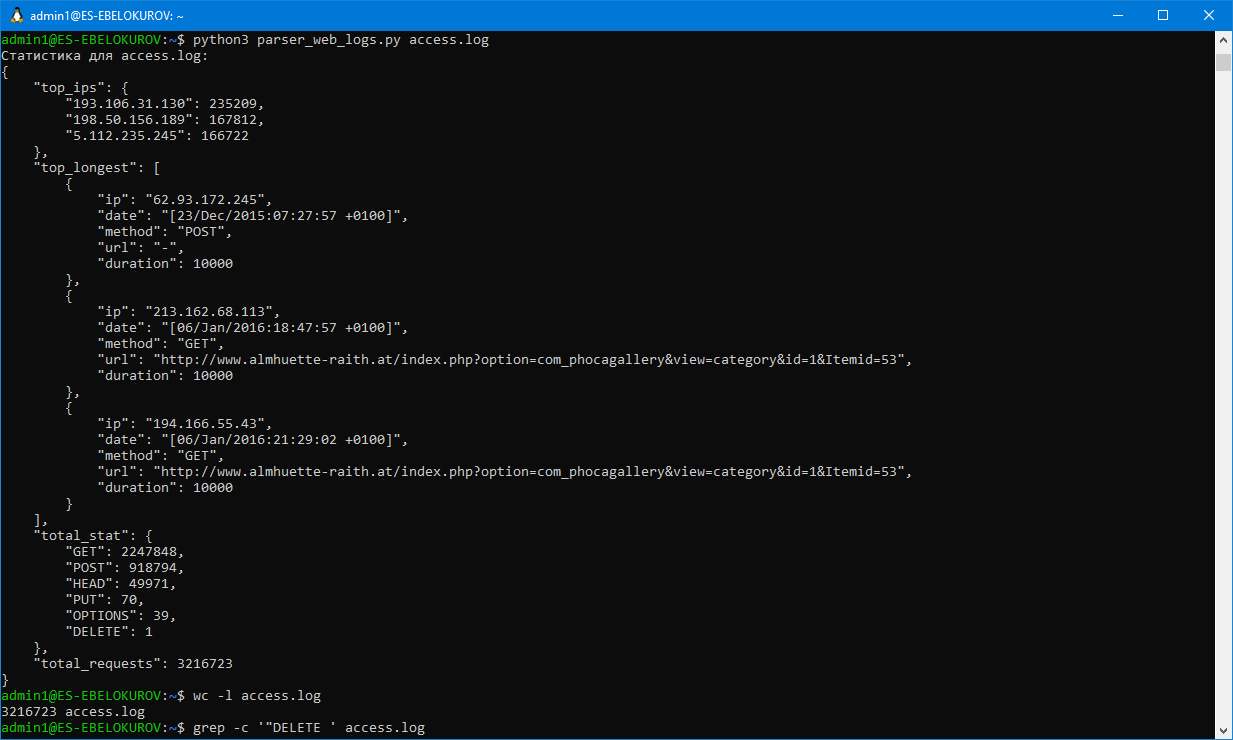 admin1@ES-EBELOKUROV: ~
admin1@ES-EBELOKUROV:~$ python3 parser_web_logs.py access.log
Статистика для access.log:
{
    "top_ips": {
        "193.106.31.130": 235209,
        "198.50.156.189": 167812,
        "5.112.235.245": 166722
    },
    "top_longest": [
        {
            "ip": "62.93.172.245",
            "date": "[23/Dec/2015:07:27:57 +0100]",
            "method": "POST",
            "url": "-",
            "duration": 10000
        },
        {
            "ip": "213.162.68.113",
            "date": "[06/Jan/2016:18:47:57 +0100]",
            "method": "GET",
            "url": "http://www.almhuette-raith.at/index.php?option=com_phocagallery&view=category&id=1&Itemid=53",
            "duration": 10000
        },
        {
            "ip": "194.166.55.43",
            "date": "[06/Jan/2016:21:29:02 +0100]",
            "method": "GET",
            "url": "http://www.almhuette-raith.at/index.php?option=com_phocagallery&view=category&id=1&Itemid=53",
            "duration": 10000
        }
    ],
    "total_stat": {
        "GET": 2247848,
        "POST": 918794,
        "HEAD": 49971,
        "PUT": 70,
        "OPTIONS": 39,
        "DELETE": 1
    },
    "total_requests": 3216723
}
admin1@ES-EBELOKUROV:~$ wc -l access.log
3216723 access.log
admin1@ES-EBELOKUROV:~$ grep -c '"DELETE ' access.log